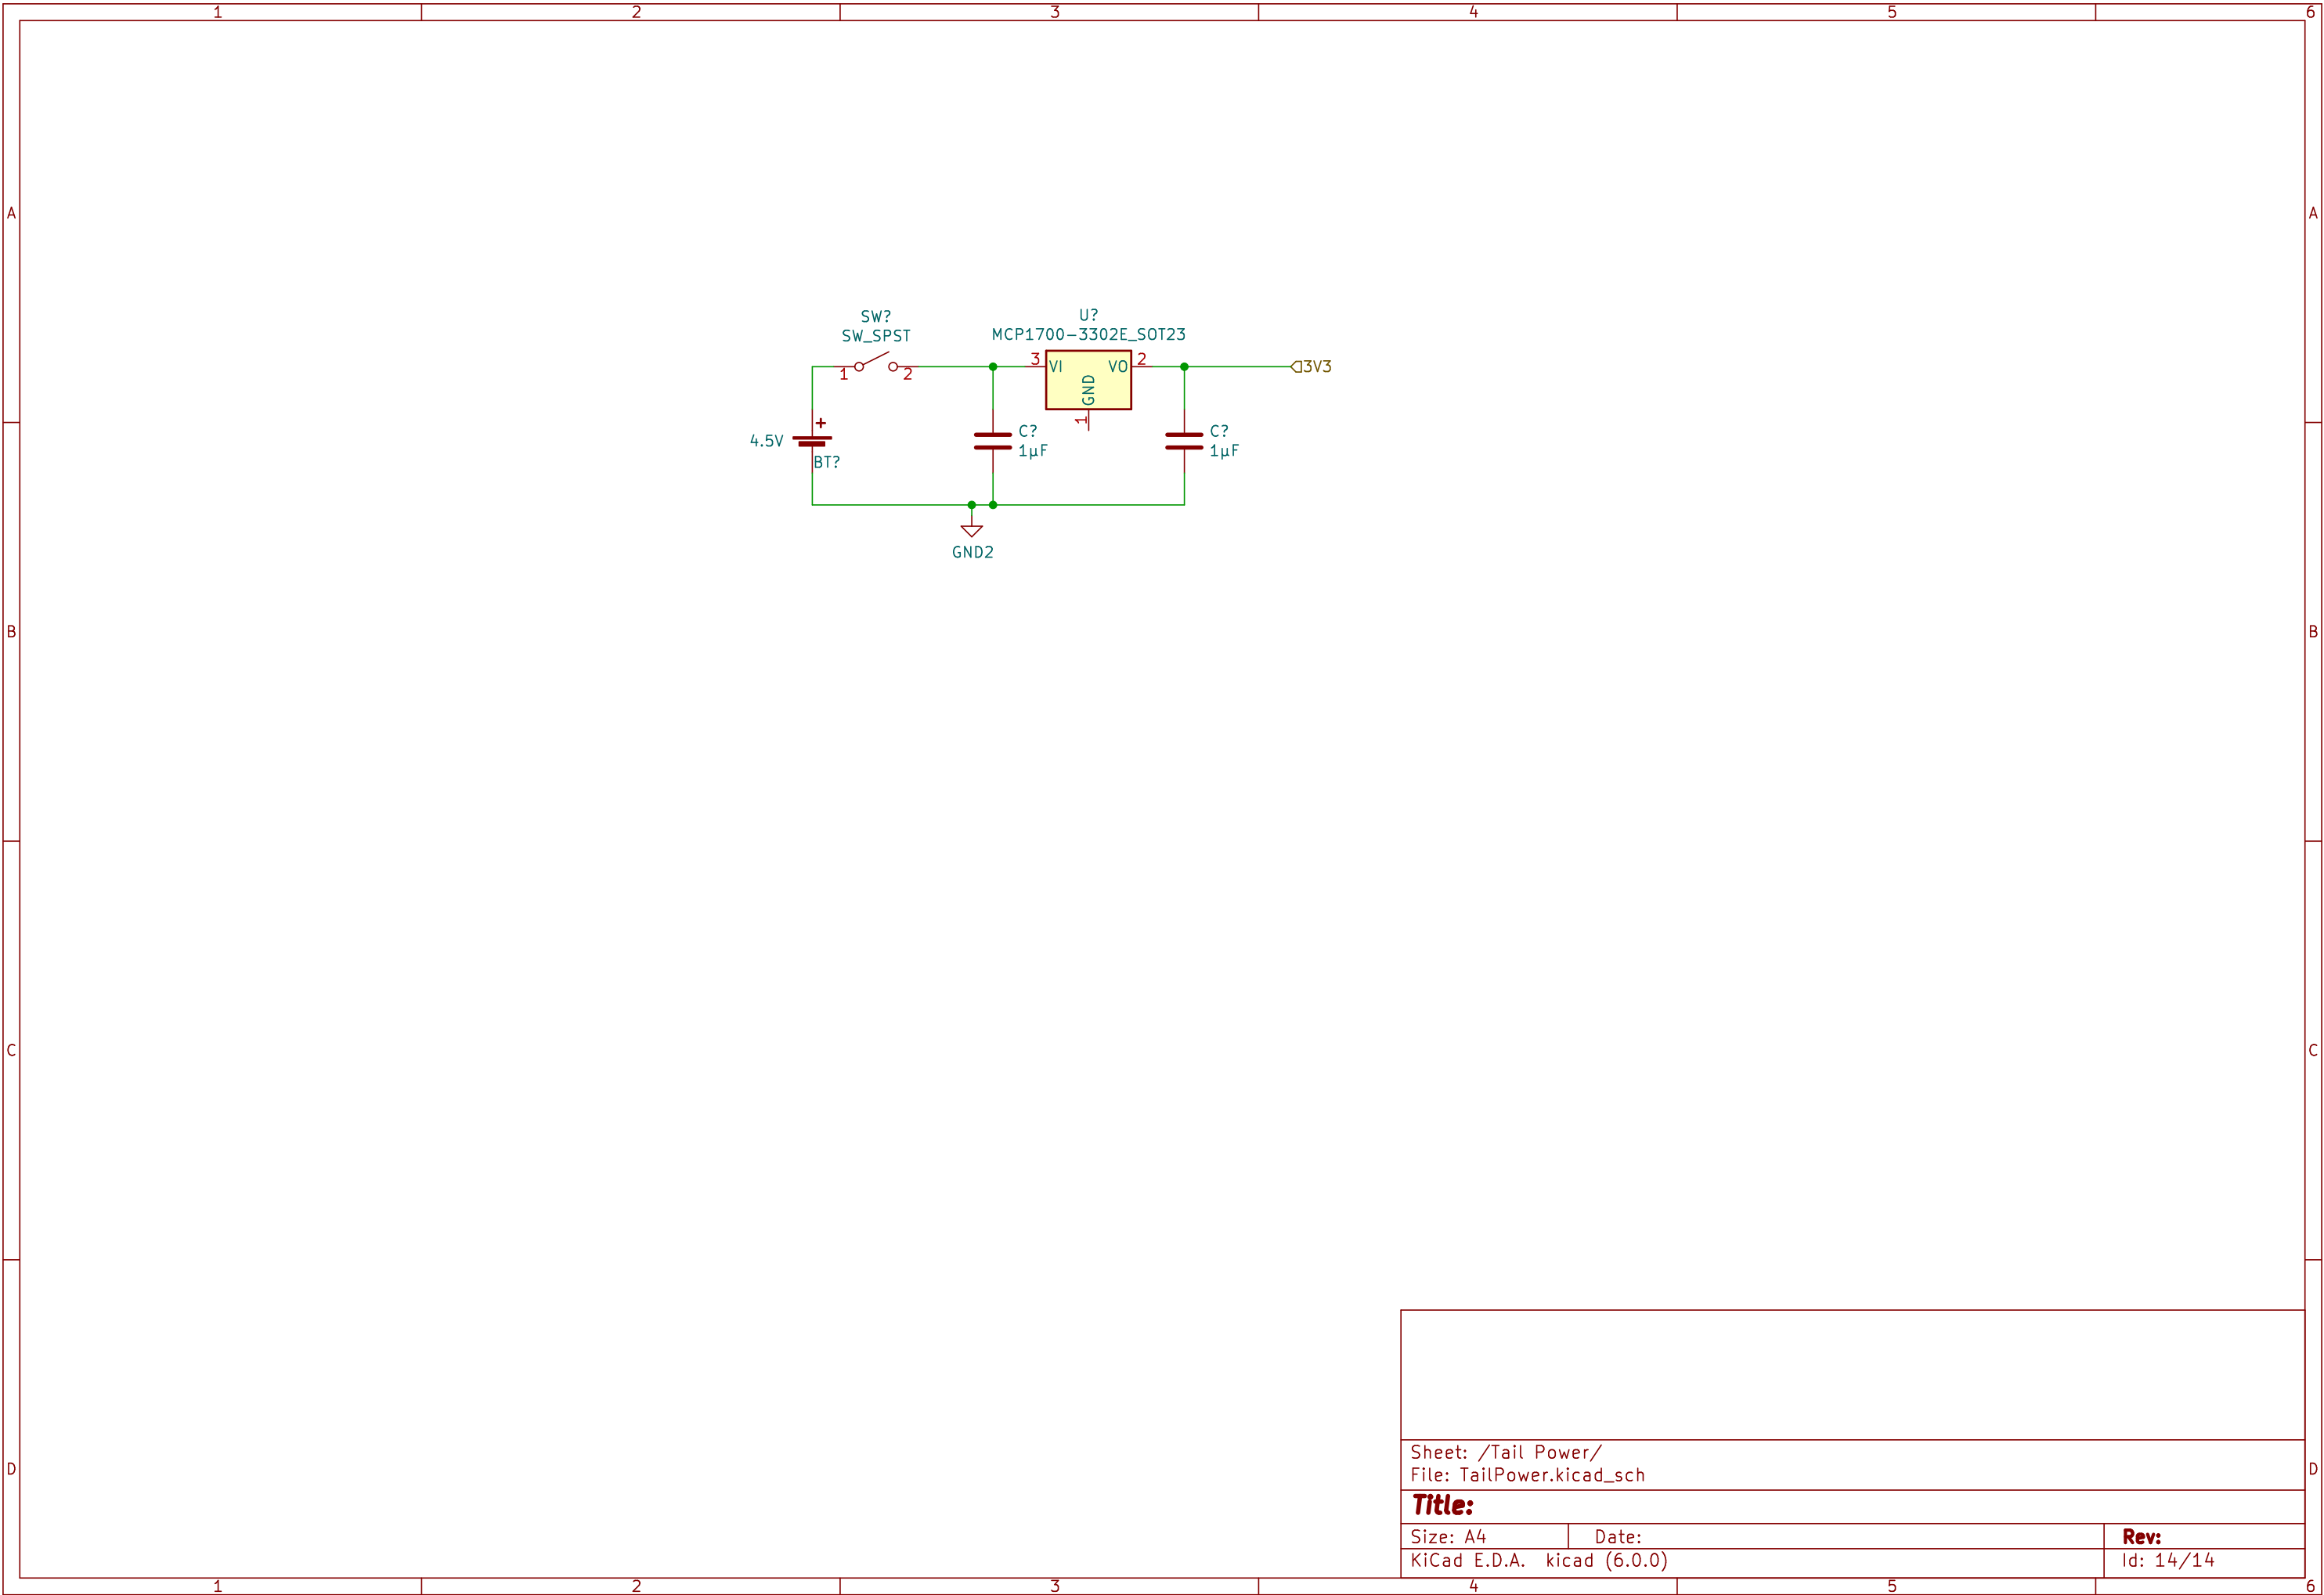 1 2 3 4 5 6
A A
SW?
SW_SPST
U?
MCP1700-3302E_SOT23
1 2
3 VI VO 2
GND
1
3V3
4.5V
+
BT?
C?
1µF
C?
1µF
GND2
B B
C C
D D
Sheet: /Tail Power/
File: TailPower.kicad_sch
Title:
Size: A4 Date: Rev:
KiCad E.D.A. kicad (6.0.0) Id: 14/14
1 2 3 4 5 6